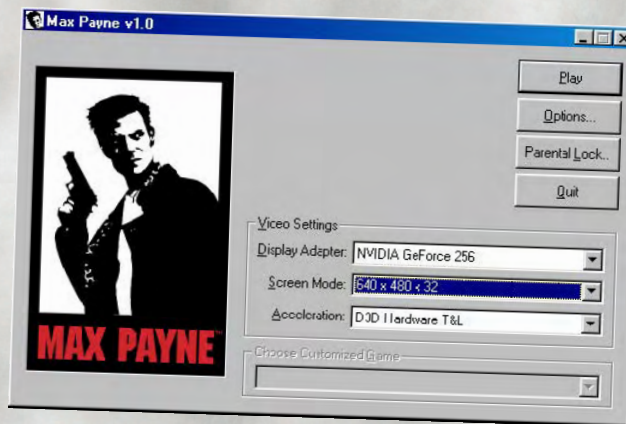 Max Payne v1.0
Play
Options...
Parental Lock..
Quit
Video Settings
Display Adapter: NVIDIA GeForce 256
Screen Mode: 640 x 480 x 32
Acceleration: D3D Hardware T&L
MAX PAYNE™
Choose Customized Game